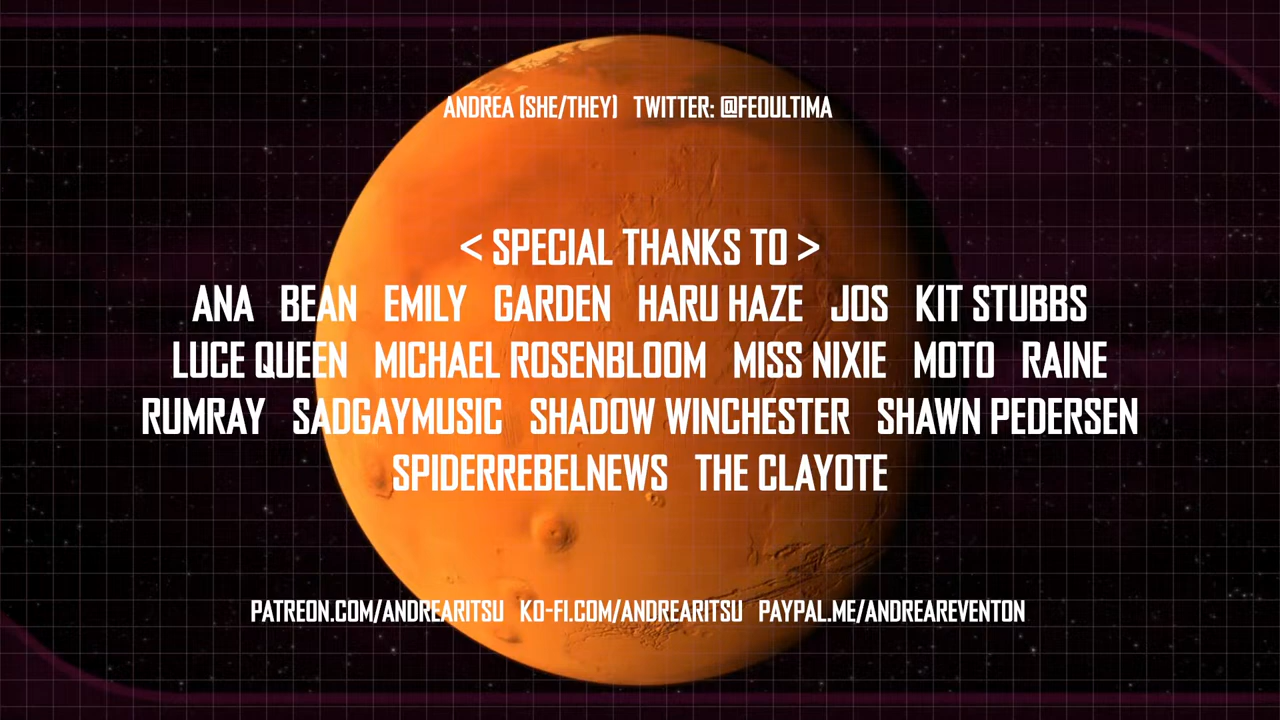 ANDREA (SHE/THEY) TWITTER: @FEOULTIMA
< SPECIAL THANKS TO >
ANA BEAN EMILY GARDEN HARU HAZE JOS KIT STUBBS
LUCE QUEEN MICHAEL ROSENBLOOM MISS NIXIE MOTO RAINE
RUMRAY SADGAYMUSIC SHADOW WINCHESTER SHAWN PEDERSEN
SPIDERREBELNEWS THE CLAYOTE
PATREON.COM/ANDREARITSU KO-FI.COM/ANDREARITSU PAYPAL.ME/ANDREAREVENTON